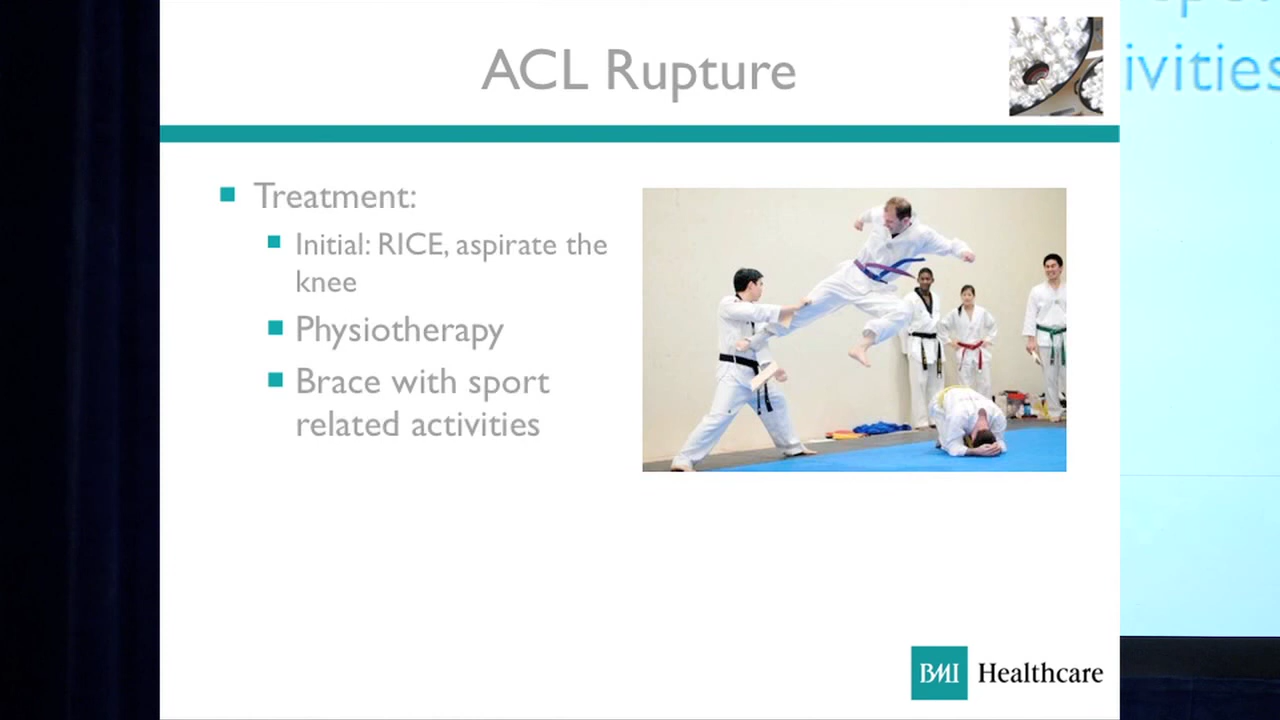 ACL Rupture
ivities
Treatment:
Initial: RICE, aspirate the
knee
Physiotherapy
Brace with sport
related activities
BMI Healthcare